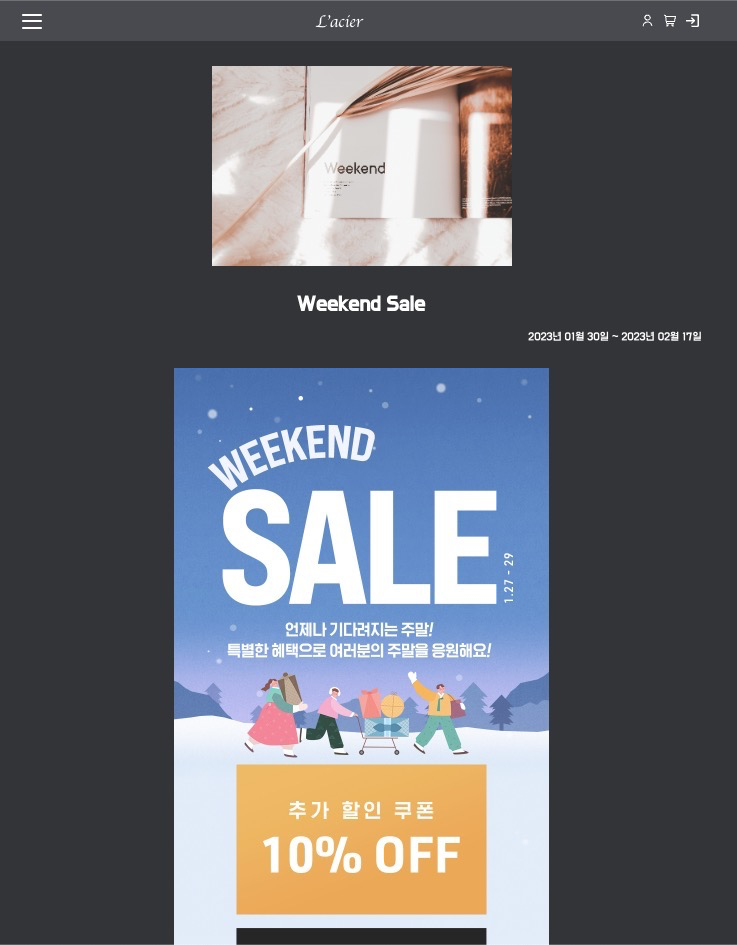 L'acier
Weekend
Weekend Sale
2023년 01월 30일 ~ 2023년 02월 17일
WEEKEND
SALE
1.27 - 29
언제나 기다려지는 주말!
특별한 혜택으로 여러분의 주말을 응원해요!
추가 할인 쿠폰
10% OFF